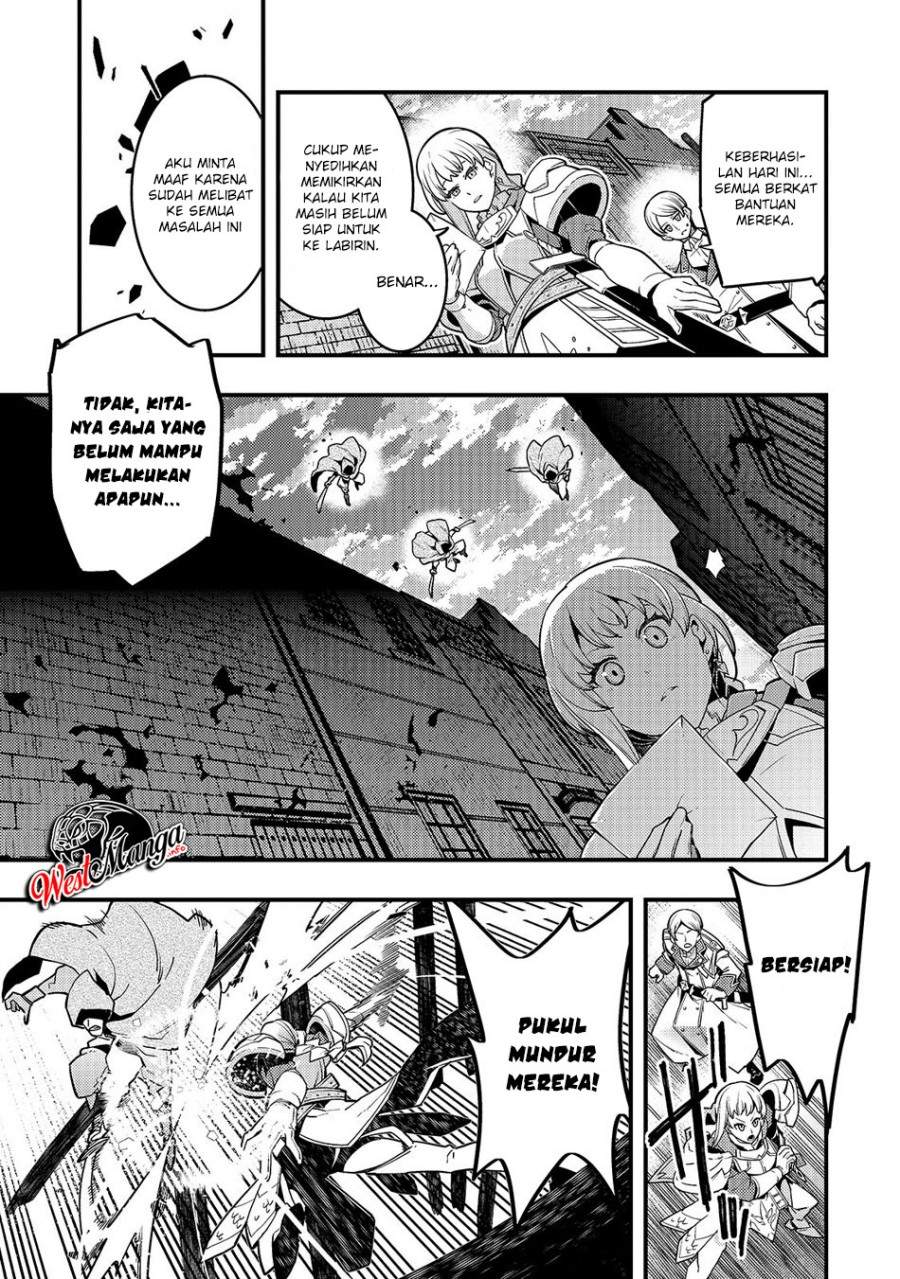 KEBERHASI-
LAN HARI INI...
SEMUA BERKAT
BANTUAN
MEREKA.
CUKUP ME-
NYEDIHKAN
MEMIKIRKAN
KALAU KITA
MASIH BELUM
SIAP UNTUK
KE LABIRIN.
BENAR...
AKU MINTA
MAAF KARENA
SUDAH MELIBAT
KE SEMUA
MASALAH INI
TIDAK, KITA-
NYA SAJA YANG
BELUM MAMPU
MELAKUKAN
APAPUN...
WestManga
.info
BERSIAP!
PUKUL
MUNDUR
MEREKA!